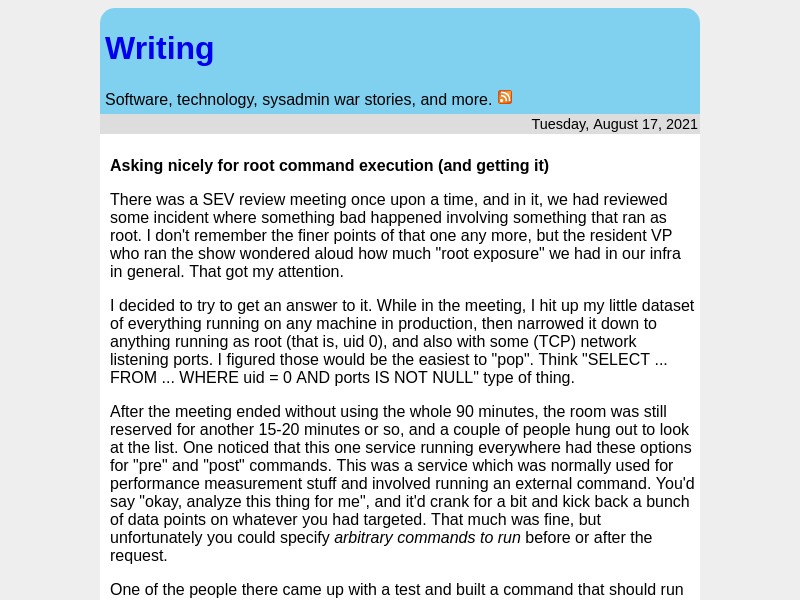 Writing
Software, technology, sysadmin war stories, and more.
Tuesday, August 17, 2021
Asking nicely for root command execution (and getting it)
There was a SEV review meeting once upon a time, and in it, we had reviewed
some incident where something bad happened involving something that ran as
root. I don't remember the finer points of that one any more, but the resident VP
who ran the show wondered aloud how much "root exposure" we had in our infra
in general. That got my attention.
I decided to try to get an answer to it. While in the meeting, I hit up my little dataset
of everything running on any machine in production, then narrowed it down to
anything running as root (that is, uid 0), and also with some (TCP) network
listening ports. I figured those would be the easiest to "pop". Think "SELECT ...
FROM ... WHERE uid = 0 AND ports IS NOT NULL" type of thing.
After the meeting ended without using the whole 90 minutes, the room was still
reserved for another 15-20 minutes or so, and a couple of people hung out to look
at the list. One noticed that this one service running everywhere had these options
for "pre" and "post" commands. This was a service which was normally used for
performance measurement stuff and involved running an external command. You'd
say "okay, analyze this thing for me", and it'd crank for a bit and kick back a bunch
of data points on whatever you had targeted. That much was fine, but
unfortunately you could specify arbitrary commands to run before or after the
request.
One of the people there came up with a test and built a command that should run